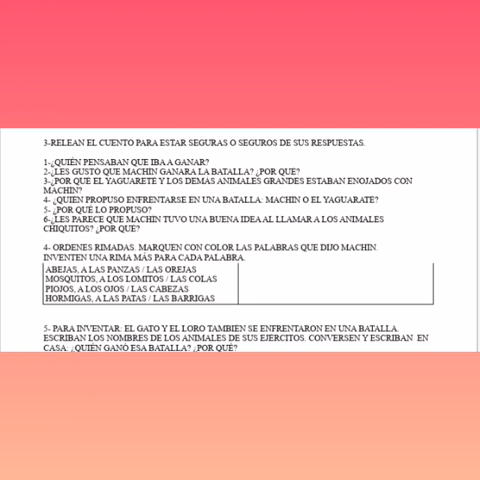 3-RELEAN EL CUENTO PARA ESTAR SEGURAS O SEGUROS DE SUS RESPUESTAS.
1-¿QUIÉN PENSABAN QUE IBA A GANAR?
2-¿LES GUSTO QUE MACHIN GANARA LA BATALLA? ¿POR QUÉ?
3-¿POR QUÉ EL YAGUARETE Y LOS DEMAS ANIMALES GRANDES ESTABAN ENOJADOS CON
MACHIN?
4- ¿QUIEN PROPUSO ENFRENTARSE EN UNA BATALLA: MACHIN O EL YAGUARATÉ?
5- ¿POR QUÉ LO PROPUSO?
6-¿LES PARECE QUE MACHIN TUVO UNA BUENA IDEA AL LLAMAR A LOS ANIMALES
CHIQUITOS? ¿POR QUÉ?
4- ORDENES RIMADAS. MARQUEN CON COLOR LAS PALABRAS QUE DIJO MACHIN.
INVENTEN UNA RIMA MÁS PARA CADA PALABRA.
ABEJAS, A LAS PANZAS / LAS OREJAS
MOSQUITOS, A LOS LOMITOS / LAS COLAS
PIOJOS, A LOS OJOS / LAS CABEZAS
HORMIGAS, A LAS PATAS / LAS BARRIGAS
5- PARA INVENTAR: EL GATO Y EL LORO TAMBIEN SE ENFRENTARON EN UNA BATALLA.
ESCRIBAN LOS NOMBRES DE LOS ANIMALES DE SUS EJERCITOS. CONVERSEN Y ESCRIBAN EN
CASA: ¿QUIÉN GANÓ ESA BATALLA? ¿POR QUÉ?